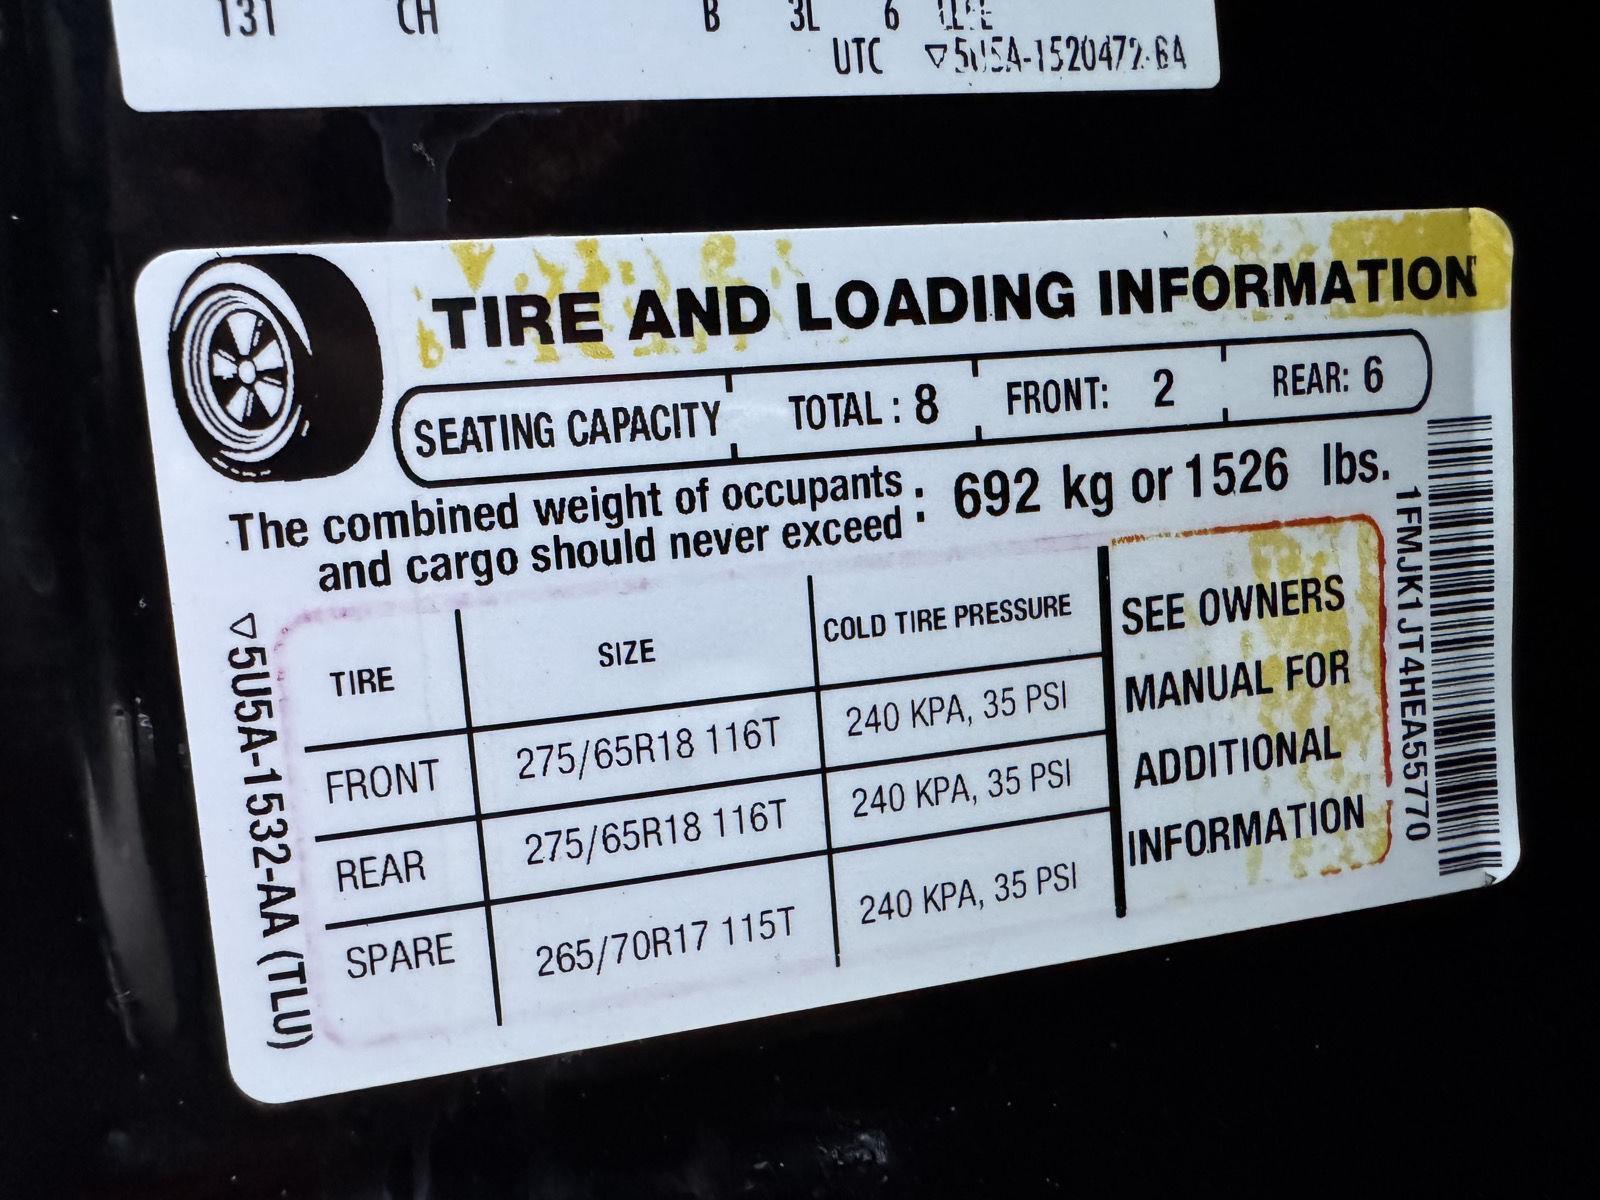 131 CH B 3L 6
UTC ▽5U5A-1520472-BA
TIRE AND LOADING INFORMATION
SEATING CAPACITY TOTAL : 8 FRONT: 2 REAR: 6
The combined weight of occupants
and cargo should never exceed : 692 kg or 1526 lbs.
TIRE SIZE COLD TIRE PRESSURE
FRONT 275/65R18 116T 240 KPA, 35 PSI
REAR 275/65R18 116T 240 KPA, 35 PSI
SPARE 265/70R17 115T 240 KPA, 35 PSI
SEE OWNERS
MANUAL FOR
ADDITIONAL
INFORMATION
▽5U5A-1532-AA (TLU)
1FMJK1JT4HEA55770